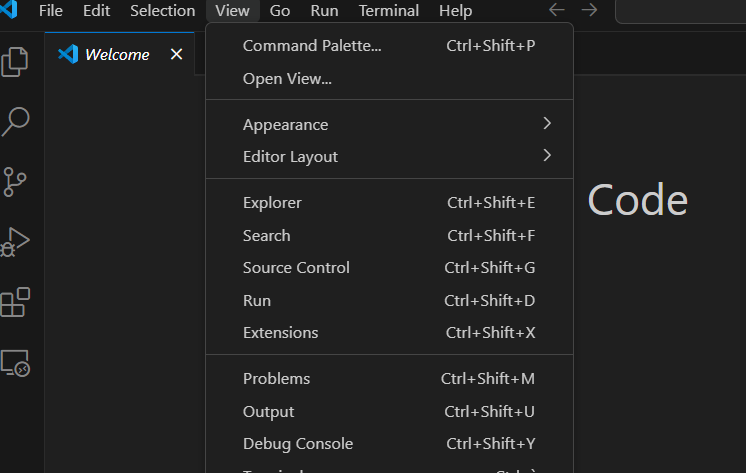 File Edit Selection View Go Run Terminal Help
Welcome
Command Palette... Ctrl+Shift+P
Open View...
Appearance
Editor Layout
Explorer Ctrl+Shift+E
Code
Search Ctrl+Shift+F
Source Control Ctrl+Shift+G
Run Ctrl+Shift+D
Extensions Ctrl+Shift+X
Problems Ctrl+Shift+M
Output Ctrl+Shift+U
Debug Console Ctrl+Shift+Y